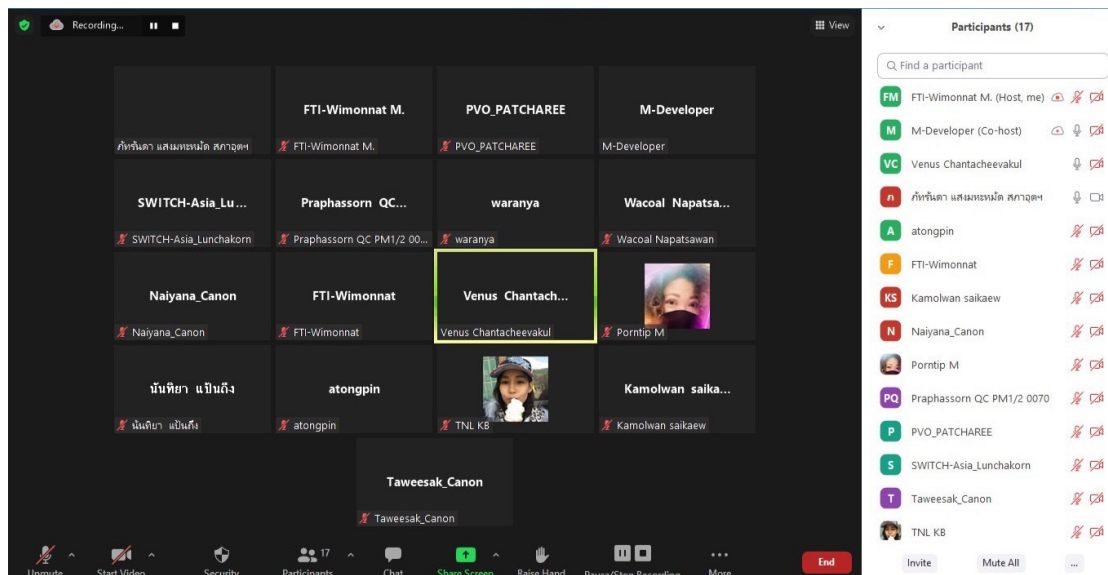 Recording...
View
ภัทรันดา แสงมหะหมัด สภาอุตฯ
FTI-Wimonnat M.
FTI-Wimonnat M.
PVO_PATCHAREE
PVO_PATCHAREE
M-Developer
M-Developer
SWITCH-Asia_Lu...
SWITCH-Asia_Lunchakorn
Praphassorn QC...
Praphassorn QC PM1/2 00...
waranya
waranya
Wacoal Napatsa...
Wacoal Napatsawan
Naiyana_Canon
Naiyana_Canon
FTI-Wimonnat
FTI-Wimonnat
Venus Chantach...
Venus Chantacheevakul
Porntip M
นันทิยา แป้นถึง
นันทิยา แป้นถึง
atongpin
atongpin
TNL KB
Kamolwan saika...
Kamolwan saikaew
Taweesak_Canon
Taweesak_Canon
Unmute
Start Video
Security
17
Participants
Chat
Share Screen
Raise Hand
Pause/Stop Recording
More
End
Participants (17)
Find a participant
FM FTI-Wimonnat M. (Host, me)
M M-Developer (Co-host)
VC Venus Chantacheevakul
ภ ภัทรันดา แสงมหะหมัด สภาอุตฯ
A atongpin
F FTI-Wimonnat
KS Kamolwan saikaew
N Naiyana_Canon
Porntip M
PQ Praphassorn QC PM1/2 0070
P PVO_PATCHAREE
S SWITCH-Asia_Lunchakorn
T Taweesak_Canon
TNL KB
Invite
Mute All
...